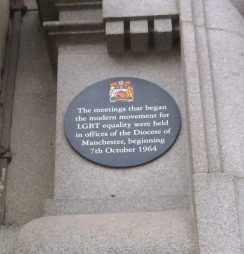 The meetings that began
the modern movement for
LGBT equality were held
in offices of the Diocese of
Manchester, beginning
7th October 1964